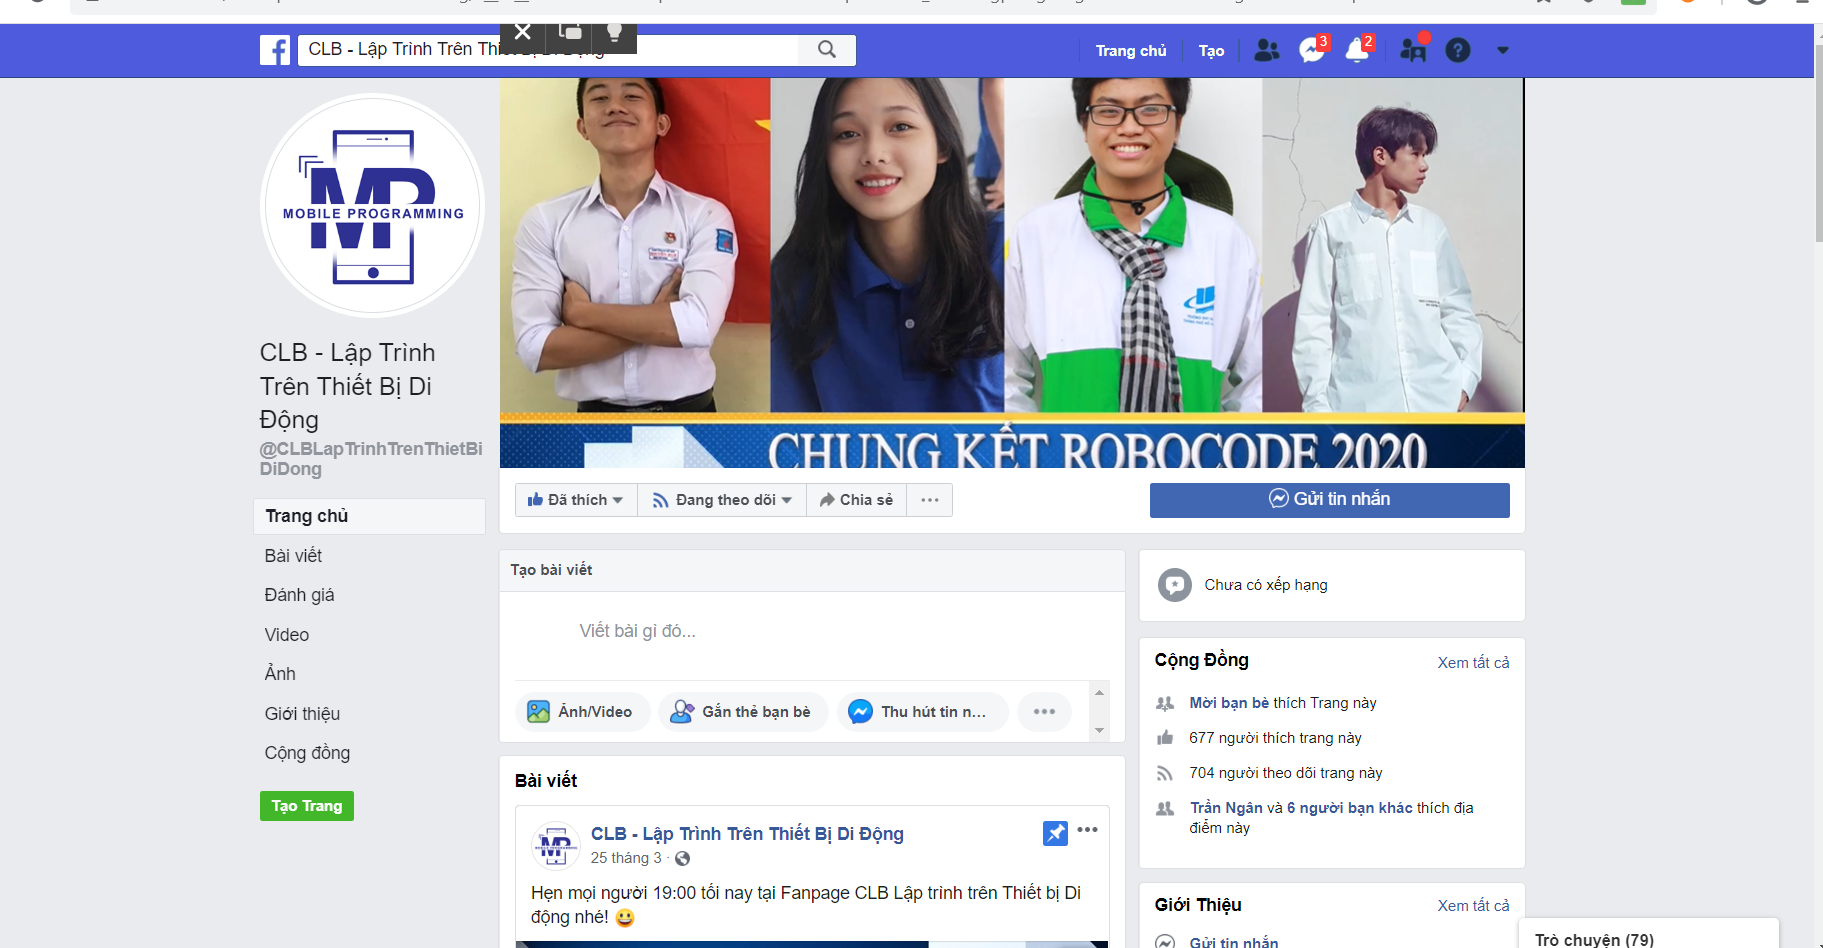 CLB - Lập Trình Trên Thiết Bị Di Động
Trang chủ
Tạo
3
2
MP
MOBILE PROGRAMMING
CLB - Lập Trình
Trên Thiết Bị Di
Động
@CLBLapTrinhTrenThietBi
DiDong
Trang chủ
Bài viết
Đánh giá
Video
Ảnh
Giới thiệu
Cộng đồng
Tạo Trang
CHUNG KẾT ROBOCODE 2020
Đã thích
Đang theo dõi
Chia sẻ
Gửi tin nhắn
Tạo bài viết
Viết bài gì đó...
Ảnh/Video
Gắn thẻ bạn bè
Thu hút tin n...
Bài viết
CLB - Lập Trình Trên Thiết Bị Di Động
25 tháng 3 ·
Hẹn mọi người 19:00 tối nay tại Fanpage CLB Lập trình trên Thiết bị Di
động nhé! 😀
Chưa có xếp hạng
Cộng Đồng
Xem tất cả
Mời bạn bè thích Trang này
677 người thích trang này
704 người theo dõi trang này
Trần Ngân và 6 người bạn khác thích địa
điểm này
Giới Thiệu
Xem tất cả
Gửi tin nhắn
Trò chuyện (79)